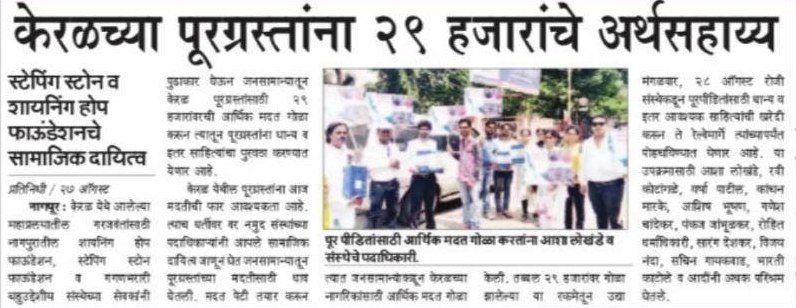 केरळच्या पूरग्रस्तांना २९ हजारांचे अर्थसहाय्य
स्टेपिंग स्टोन व
शायनिंग होप
फाऊंडेशनचे
सामाजिक दायित्व
प्रतिनिधी / २७ ऑगस्ट
नागपूर : केरळ येथे आलेल्या
महाप्रलयातील गरजवंतांसाठी
नागपुरातील शायनिंग होप
फाऊंडेशन, स्टेपिंग स्टोन
फाऊंडेशन व गगनभरारी
बहुउद्देशीय संस्थेच्या सेवकांनी
पुढाकार घेऊन जनसामान्यातून
केरळ पूरग्रस्तांसाठी २९
हजारांवरची आर्थिक मदत गोळा
करून त्यातून पूरग्रस्तांना धान्य व
इतर साहित्यांचा पुरवठा करण्यात
येणार आहे.
केरळ येथील पूरग्रस्तांना आज
मदतीची फार आवश्यकता आहे.
त्याच धर्तीवर वर नमुद संस्थांच्या
पदाधिकाऱ्यांनी आपले सामाजिक
दायित्व जाणून घेत जनसामान्यातून
पूरग्रस्तांच्या मदतीसाठी धाव
घेतली. मदत पेटी तयार करून
पूर पीडितांसाठी आर्थिक मदत गोळा करतांना आशा लोखंडे व
संस्थेचे पदाधिकारी.
त्यात जनसामान्यांकडून केरळच्या
नागरिकांसाठी आर्थिक मदत गोळा
केली. तब्बल २९ हजारांवर गोळा
झालेल्या या रकमेतून उद्या
मंगळवार, २८ ऑगस्ट रोजी
संस्थेकडून पूरपीडितांसाठी धान्य व
इतर आवश्यक साहित्यांची खरेदी
करून ते रेल्वेमार्गे त्यांच्यापर्यंत
पोहचविण्यात येणार आहे. या
उपक्रमासाठी आशा लोखंडे, रवी
कोटांगळे, वर्षा पाटील, कांचन
मारके, आशिष भूषण, गणेश
चांदेकर, पंकज जांभूळकर, रोहित
धर्माधिकारी, सारंग देशकर, विजय
नंदा, सचिन गायकवाड, भारती
काटोले व आदींनी अथक परिश्रम
घेतले.